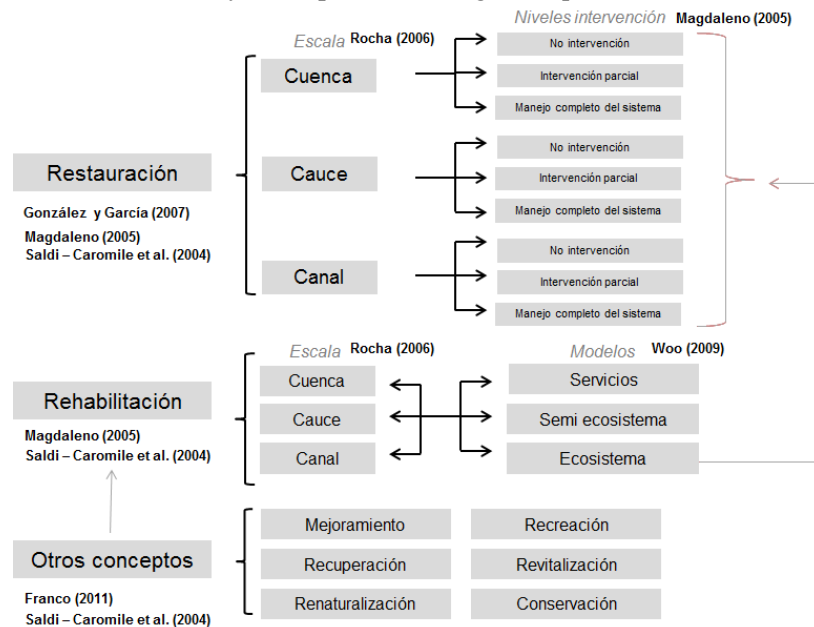 Escala Rocha (2006)
Niveles intervención Magdaleno (2005)
Restauración
González y García (2007)
Magdaleno (2005)
Saldi – Caromile et al. (2004)
Cuenca
No intervención
Intervención parcial
Manejo completo del sistema
Cauce
No intervención
Intervención parcial
Manejo completo del sistema
Canal
No intervención
Intervención parcial
Manejo completo del sistema
Escala Rocha (2006)
Modelos Woo (2009)
Rehabilitación
Magdaleno (2005)
Saldi – Caromile et al. (2004)
Cuenca
Cauce
Canal
Servicios
Semi ecosistema
Ecosistema
Otros conceptos
Franco (2011)
Saldi – Caromile et al. (2004)
Mejoramiento
Recreación
Recuperación
Revitalización
Renaturalización
Conservación